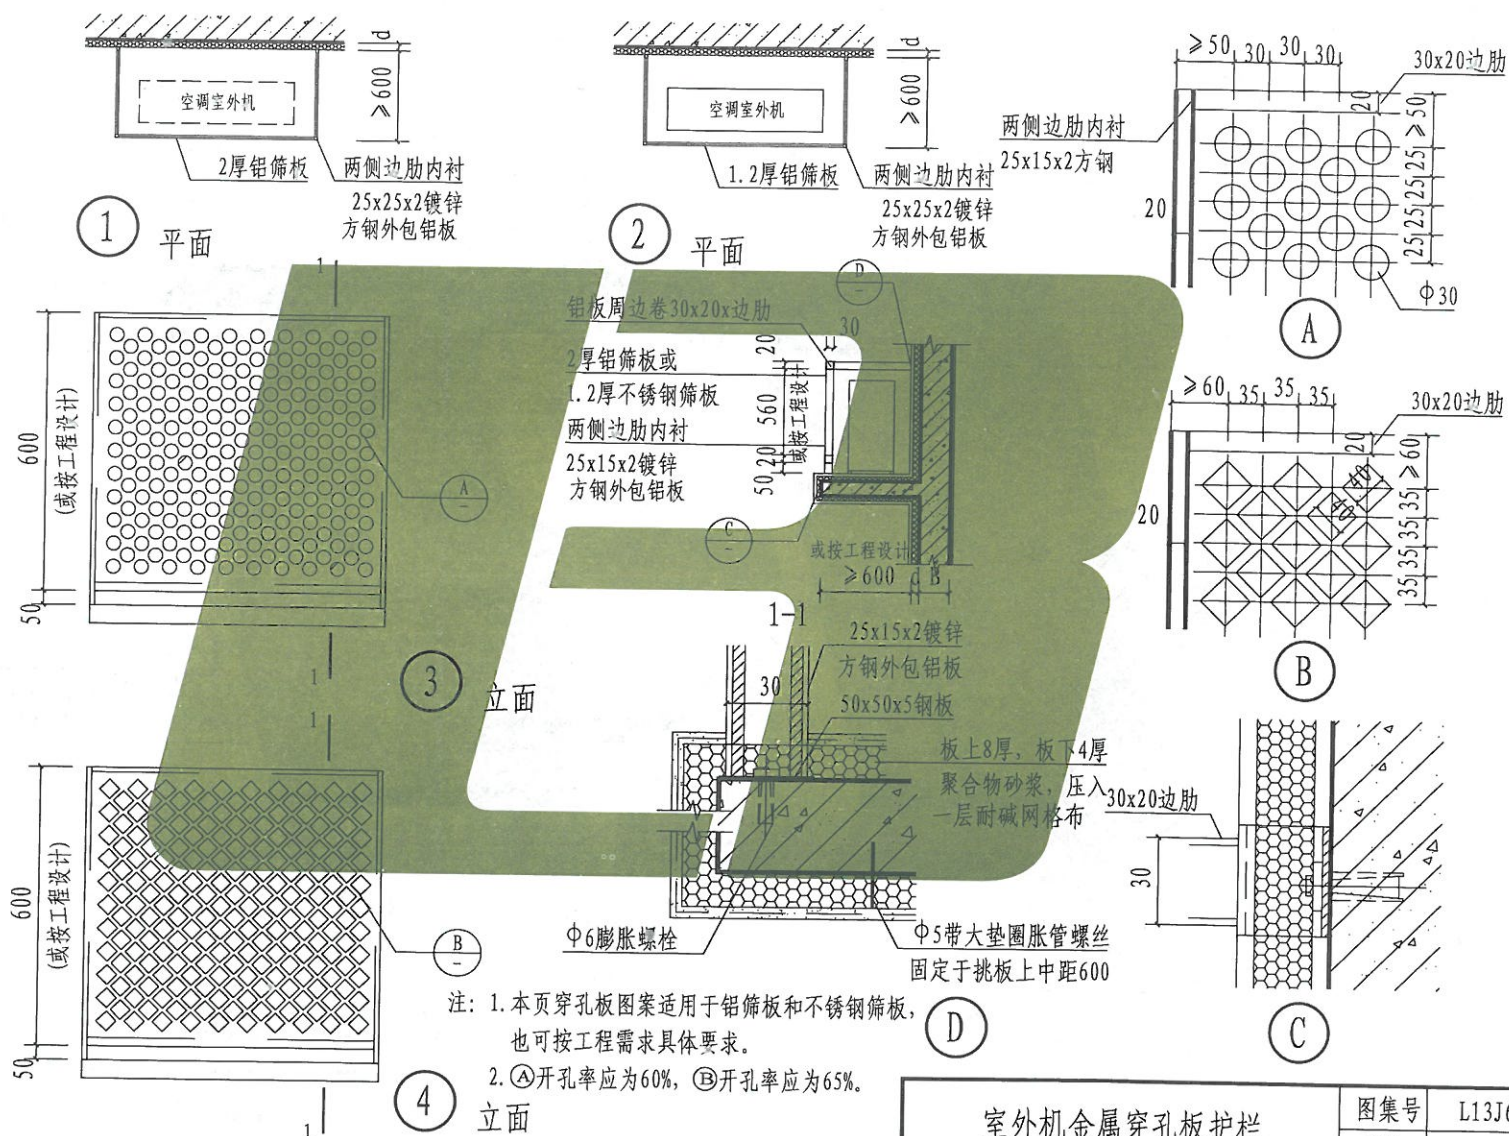 d
≥600
空调室外机
2厚铝筛板
两侧边肋内衬
25x25x2镀锌
方钢外包铝板
1 平面
d
≥600
空调室外机
1.2厚铝筛板
两侧边肋内衬
25x25x2镀锌
方钢外包铝板
2 平面
≥50 30 30 30
30x20边肋
两侧边肋内衬
25x15x2方钢
20
20
≥50
25 25 25 25
Φ30
A
1
600
(或按工程设计)
50
A
-
1
3 立面
铝板周边卷30x20x边肋
2厚铝筛板或
1.2厚不锈钢筛板
两侧边肋内衬
25x15x2镀锌
方钢外包铝板
D
-
30
20
560
或按工程设计
20
50
C
-
或按工程设计
≥600 d B
1-1
≥60 35 35 35
30x20边肋
20
20
≥60
35 35 35 35
B
1
600
(或按工程设计)
50
B
-
1
4 立面
25x15x2镀锌
方钢外包铝板
50x50x5钢板
30
板上8厚，板下4厚
聚合物砂浆，压入
一层耐碱网格布
Φ6膨胀螺栓
Φ5带大垫圈胀管螺丝
固定于挑板上中距600
D
30x20边肋
30
C
注：1.本页穿孔板图案适用于铝筛板和不锈钢筛板，
也可按工程需求具体要求。
2.Ⓐ开孔率应为60%，Ⓑ开孔率应为65%。
室外机金属穿孔板护栏
图集号 L13J6